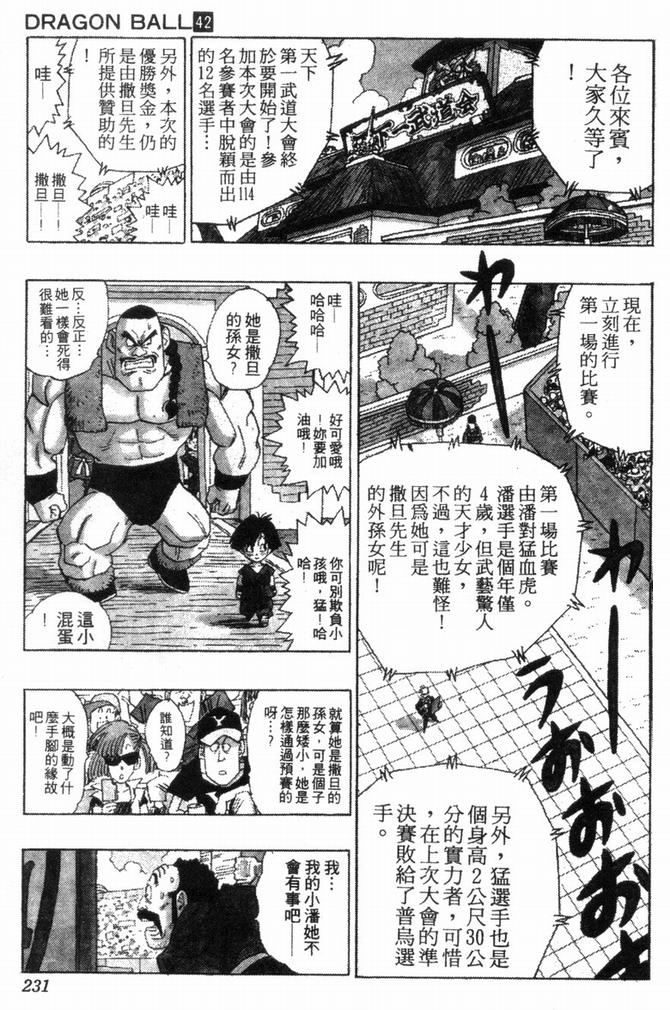 DRAGON BALL 42
各位來賓，
大家久等了
！
天下
第一武道大會終
於要開始了！參
加本次大會的是由114
名參賽者中脫穎而出
的12名選手…
天下一武道会
另外，本次的
優勝獎金，仍
是由撒旦先生
所提供贊助的
哇——
撒旦——！
哇——
哇——
現在，
立刻進行
第一場的比賽。
わーーっ
わーーっ
第一場比賽
由潘對猛血虎。
潘選手是個年僅
4歲，但武藝驚人
的天才少女，
不過，這也難怪！
因為她可是
撒旦先生
的外孫女呢！
うおおおお
另外，猛選手也是
個身高2公尺30公
分的實力者，可惜
，在上次大會的準
決賽敗給了普烏選
手。
哇——
哈哈哈——
她是撒旦
的孫女？
反…反正…
她一樣會死得
很難看的…
好可愛哦
！妳要加
油哦！
你可別欺負小
孩哦，猛！哈
哈！
這小
混蛋
！
就算她是撒旦的
孫女，可是個子
那麼矮小，她是
怎樣通過預賽的
呀…？
誰知道？
大概是動了什
麼手腳的緣故
吧！
我…
我的小潘她不
會有事吧——
231